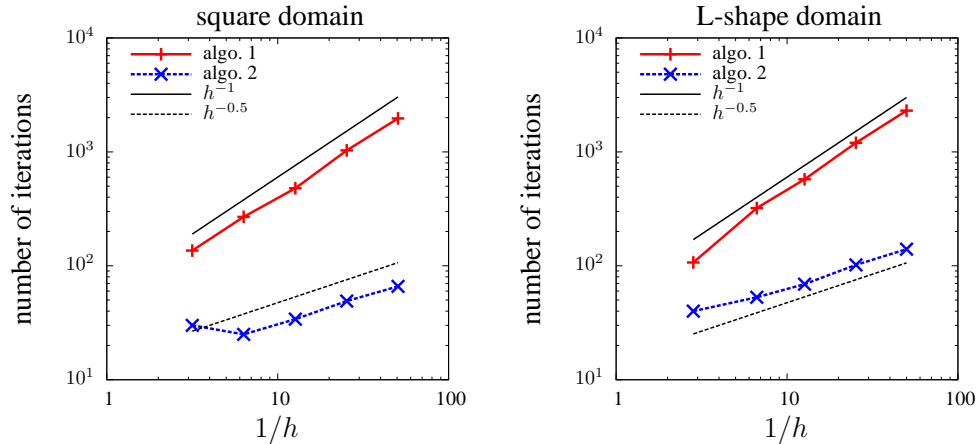 square domain
number of iterations
10^4
10^3
10^2
10^1
algo. 1
algo. 2
h^{-1}
h^{-0.5}
1
10
100
1/h
L-shape domain
number of iterations
10^4
10^3
10^2
10^1
algo. 1
algo. 2
h^{-1}
h^{-0.5}
1
10
100
1/h